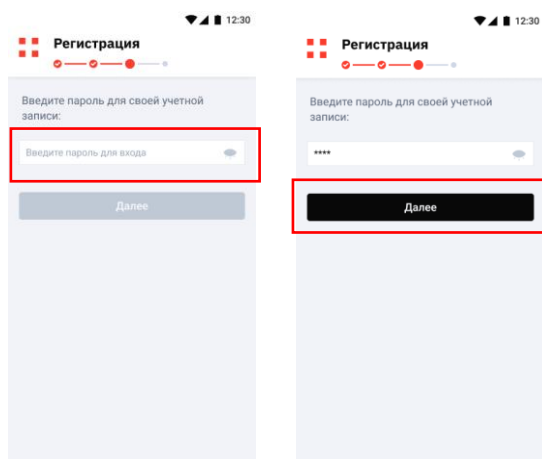 12:30
Регистрация
Введите пароль для своей учетной
записи:
Введите пароль для входа
Далее
12:30
Регистрация
Введите пароль для своей учетной
записи:
****
Далее